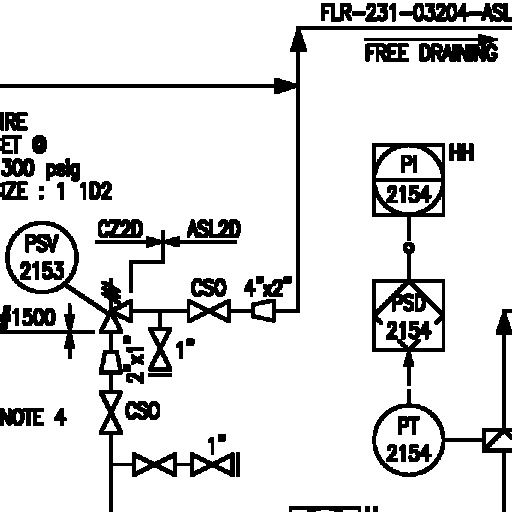 FLR-231-03204-ASL
FREE DRAINING
IRE
ET @
300 psig
IZE : 1 1D2
PI
2154
HH
CZ2D
ASL2D
PSV
2153
CSO
4"x2"
PSD
2154
#1500
1"
2"x1"
NOTE 4
CSO
PT
2154
1"